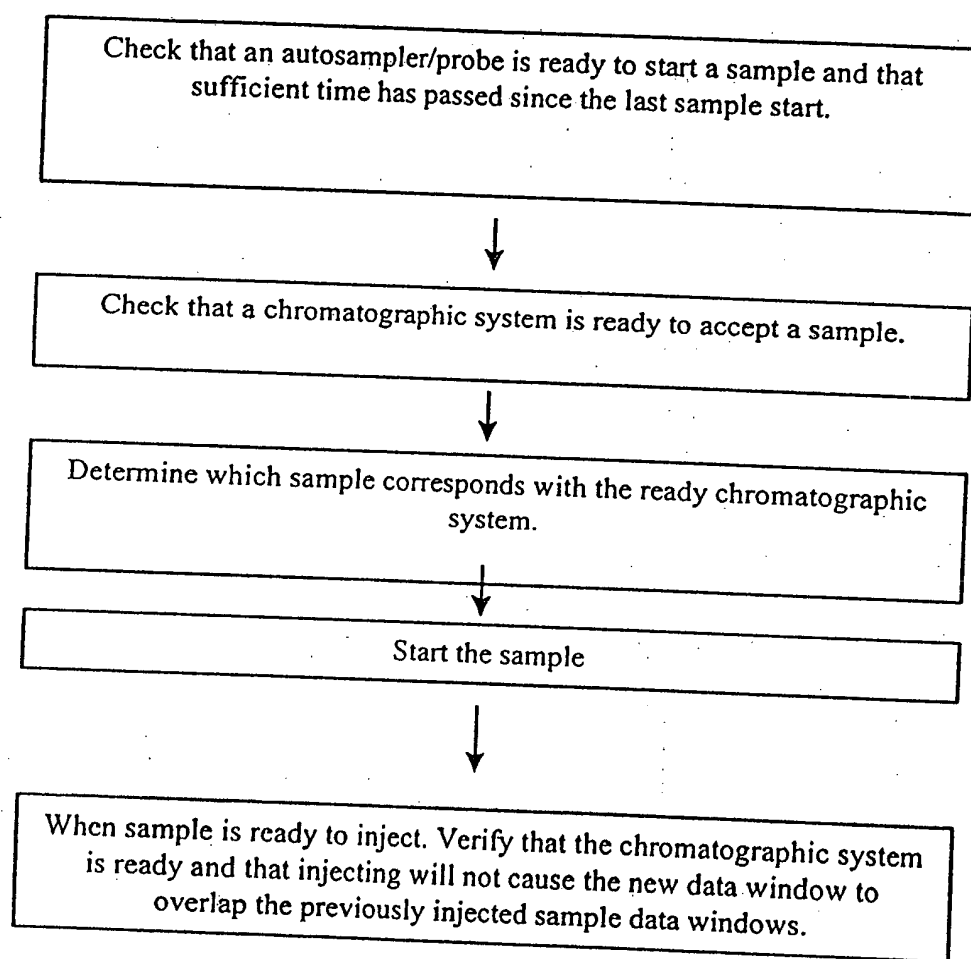 Check that an autosampler/probe is ready to start a sample and that
sufficient time has passed since the last sample start.
Check that a chromatographic system is ready to accept a sample.
Determine which sample corresponds with the ready chromatographic
system.
Start the sample
When sample is ready to inject. Verify that the chromatographic system
is ready and that injecting will not cause the new data window to
overlap the previously injected sample data windows.